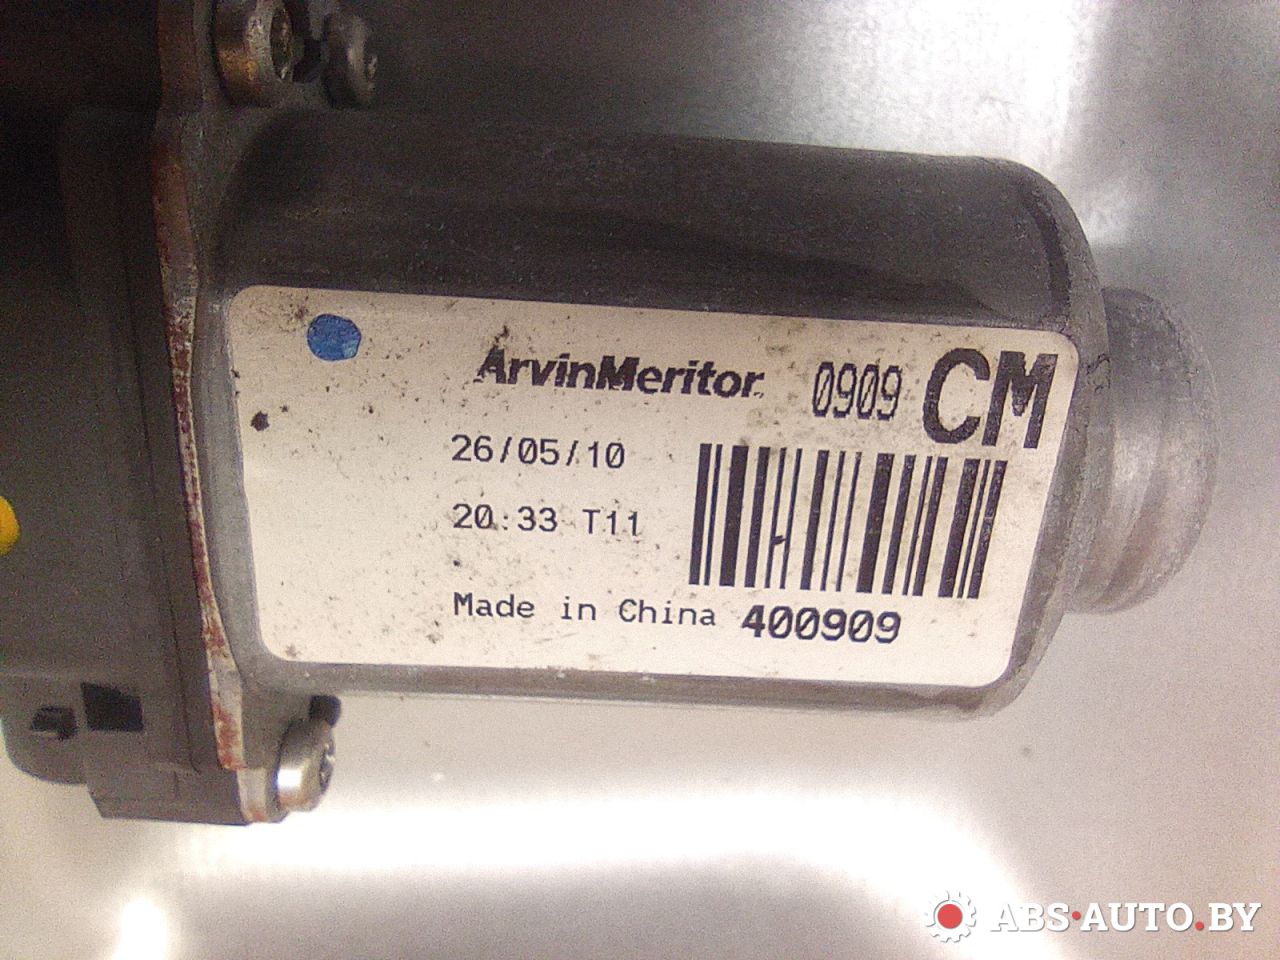 ArvinMeritor 0909 CM
26/05/10
20:33 T11
Made in China 400909
ABS·AUTO.BY